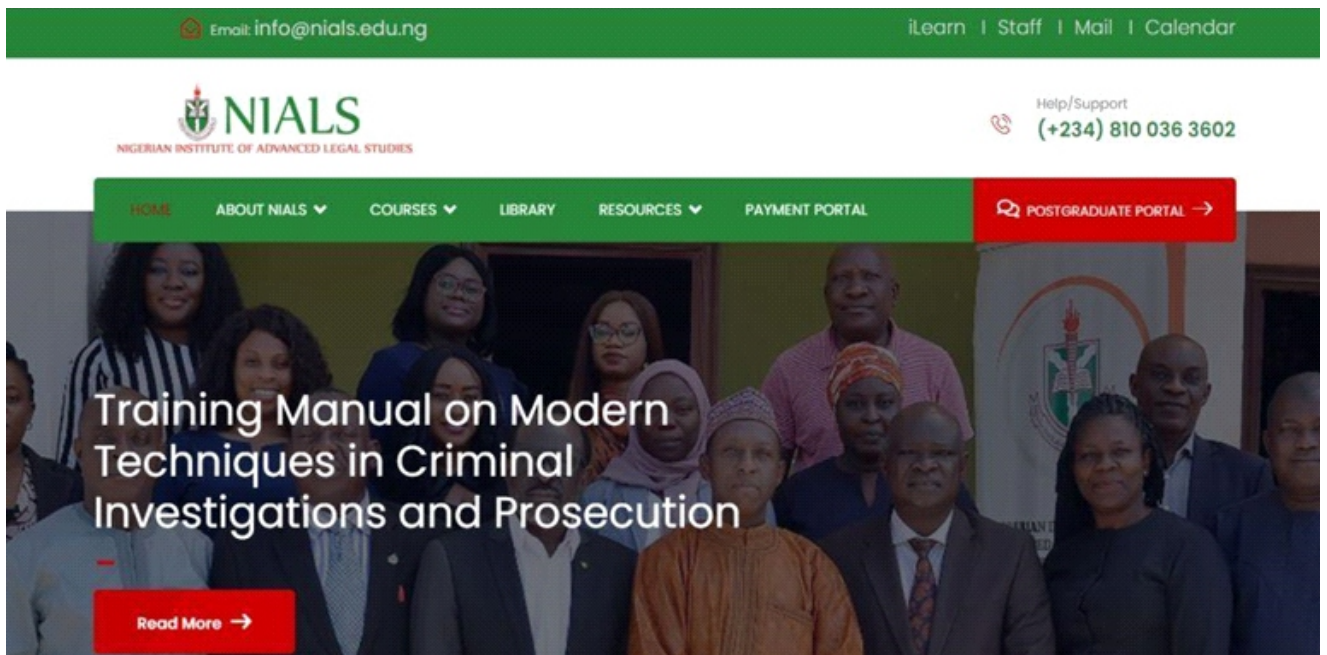 Email: info@nials.edu.ng
iLearn I Staff I Mail I Calendar
NIALS
NIGERIAN INSTITUTE OF ADVANCED LEGAL STUDIES
Help/Support
(+234) 810 036 3602
HOME ABOUT NIALS COURSES LIBRARY RESOURCES PAYMENT PORTAL POSTGRADUATE PORTAL
Training Manual on Modern
Techniques in Criminal
Investigations and Prosecution
Read More